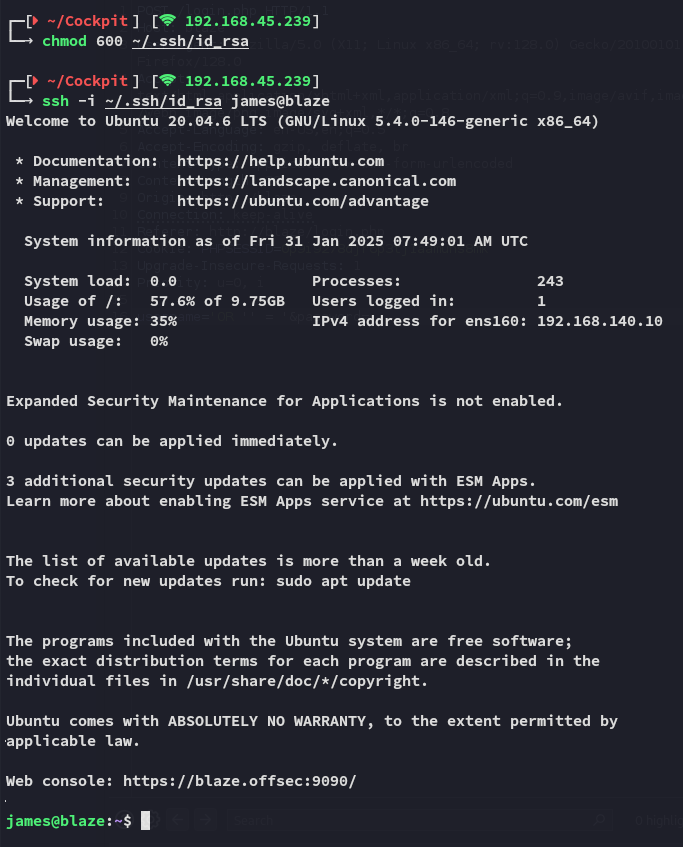 [ ~/Cockpit ] [ 192.168.45.239]
→ chmod 600 ~/.ssh/id_rsa
[ ~/Cockpit ] [ 192.168.45.239]
→ ssh -i ~/.ssh/id_rsa james@blaze
Welcome to Ubuntu 20.04.6 LTS (GNU/Linux 5.4.0-146-generic x86_64)
* Documentation:  https://help.ubuntu.com
* Management:     https://landscape.canonical.com
* Support:        https://ubuntu.com/advantage
System information as of Fri 31 Jan 2025 07:49:01 AM UTC
System load:  0.0                Processes:               243
Usage of /:   57.6% of 9.75GB   Users logged in:         1
Memory usage: 35%               IPv4 address for ens160: 192.168.140.10
Swap usage:   0%
Expanded Security Maintenance for Applications is not enabled.
0 updates can be applied immediately.
3 additional security updates can be applied with ESM Apps.
Learn more about enabling ESM Apps service at https://ubuntu.com/esm
The list of available updates is more than a week old.
To check for new updates run: sudo apt update
The programs included with the Ubuntu system are free software;
the exact distribution terms for each program are described in the
individual files in /usr/share/doc/*/copyright.
Ubuntu comes with ABSOLUTELY NO WARRANTY, to the extent permitted by
applicable law.
Web console: https://blaze.offsec:9090/
james@blaze:~$
Search